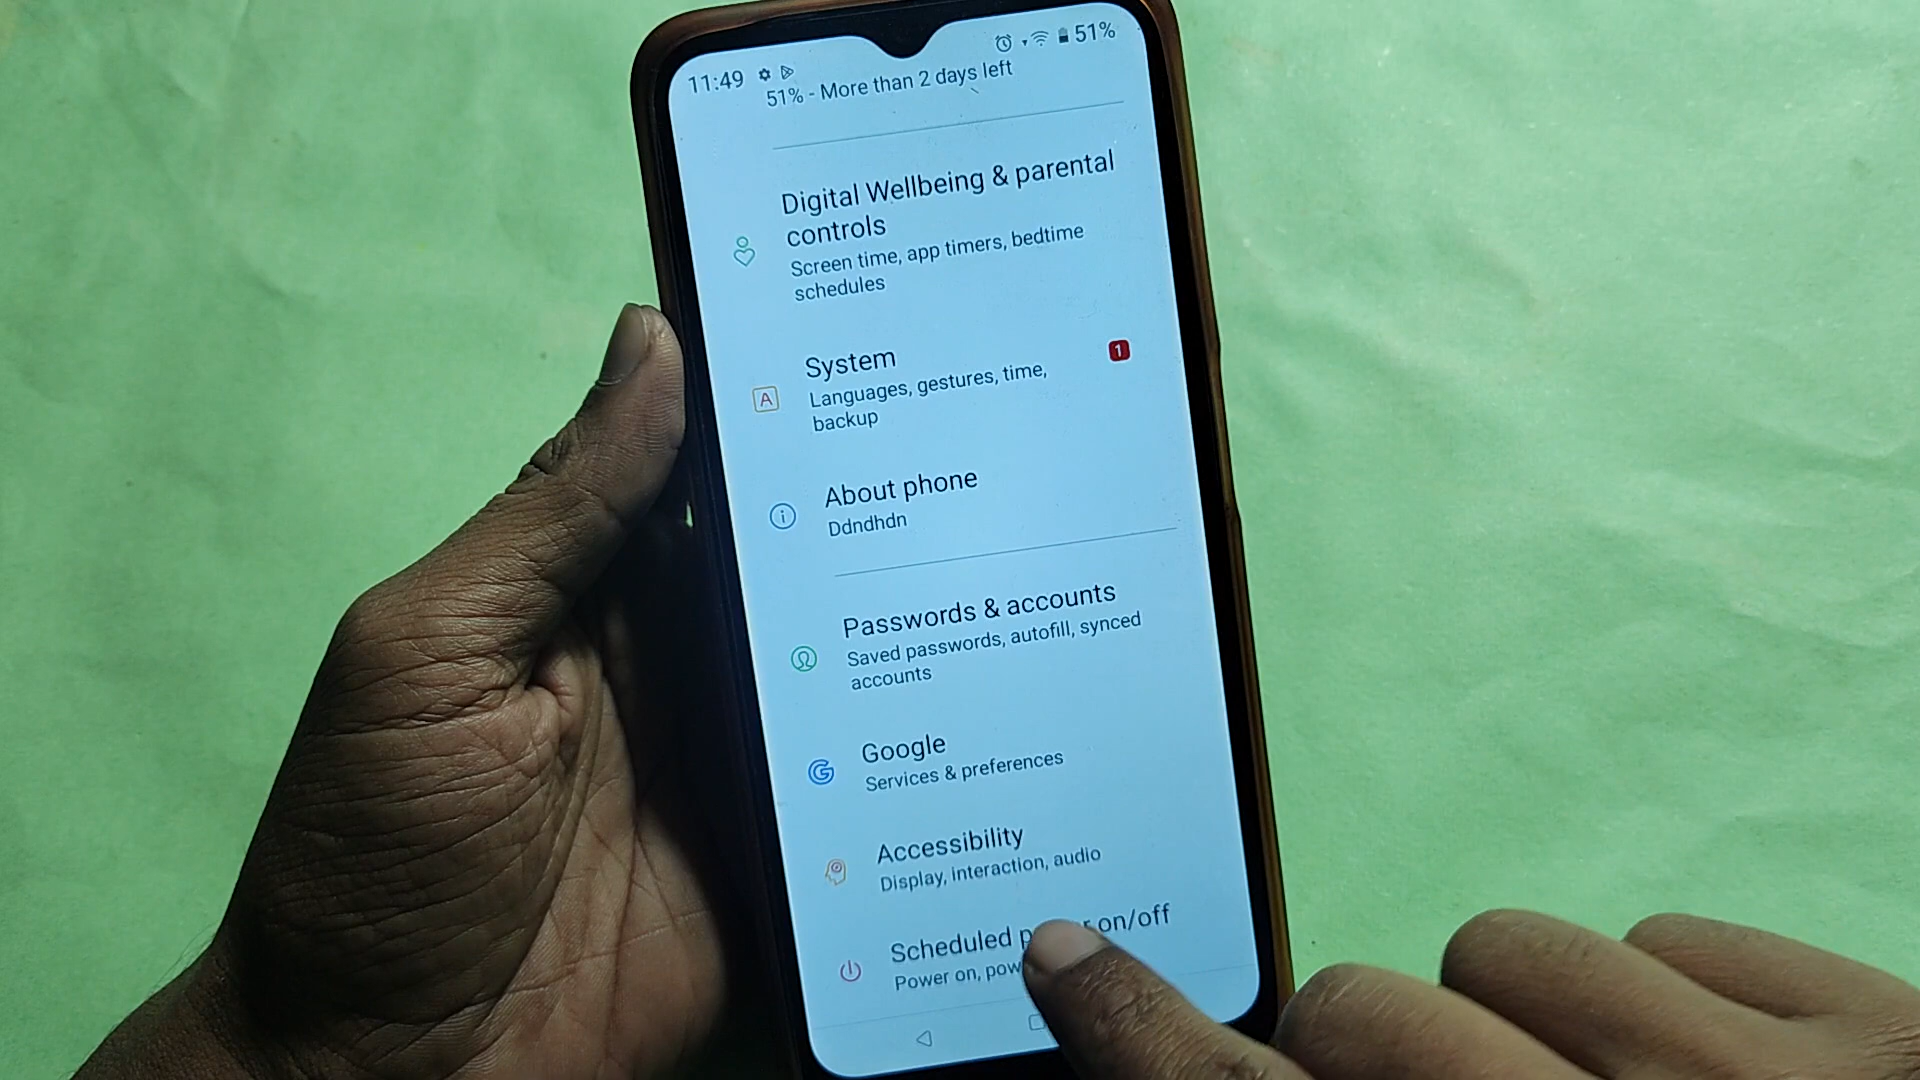 11:49
51%
51% - More than 2 days left
Digital Wellbeing & parental
controls
Screen time, app timers, bedtime
schedules
System
1
A
Languages, gestures, time,
backup
About phone
Ddndhdn
Passwords & accounts
Saved passwords, autofill, synced
accounts
Google
G
Services & preferences
Accessibility
Display, interaction, audio
Scheduled on/off
Power on,